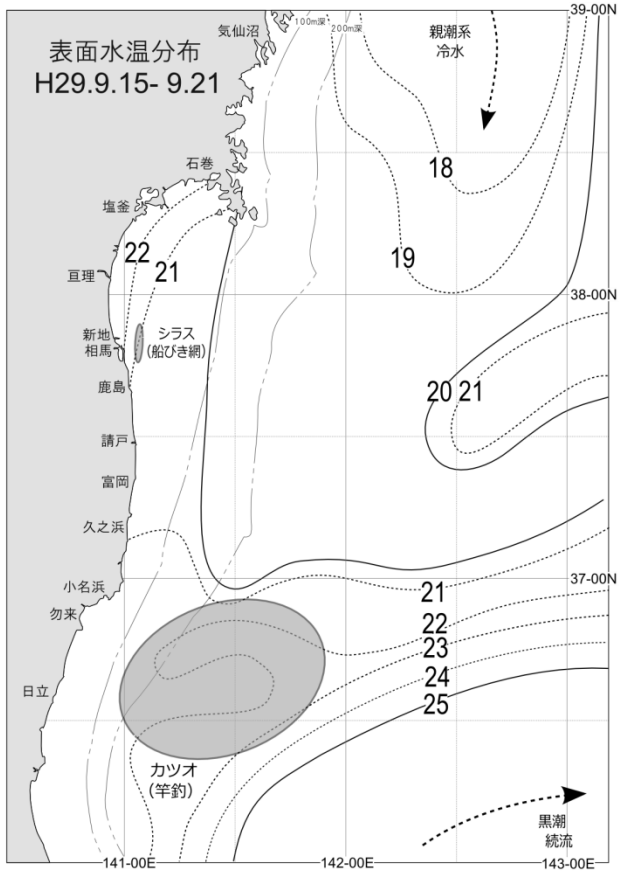 39-00N
気仙沼
100m深
200m深
親潮系
冷水
表面水温分布
H29.9.15- 9.21
石巻
18
塩釜
22
21
19
亘理
38-00N
新地
シラス
相馬
(船びき網)
鹿島
20
21
請戸
富岡
久之浜
37-00N
小名浜
21
勿来
22
23
24
日立
25
カツオ
(竿釣)
黒潮
続流
141-00E
142-00E
143-00E